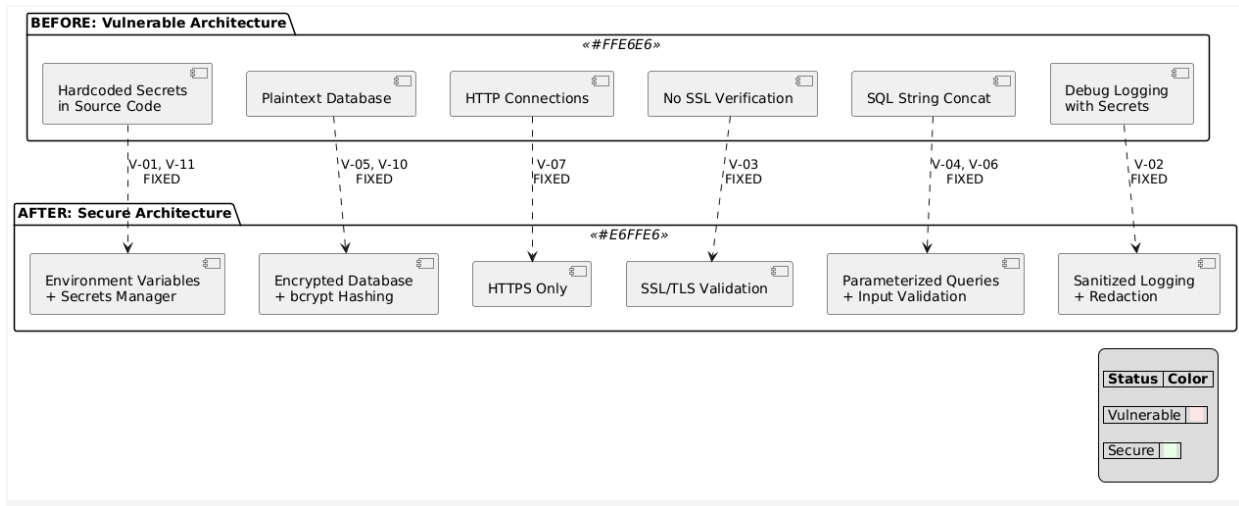 BEFORE: Vulnerable Architecture
«#FFE6E6»
Hardcoded Secrets
in Source Code
Plaintext Database
HTTP Connections
No SSL Verification
SQL String Concat
Debug Logging
with Secrets
V-01, V-11
FIXED
V-05, V-10
FIXED
V-07
FIXED
V-03
FIXED
V-04, V-06
FIXED
V-02
FIXED
AFTER: Secure Architecture
«#E6FFE6»
Environment Variables
+ Secrets Manager
Encrypted Database
+ bcrypt Hashing
HTTPS Only
SSL/TLS Validation
Parameterized Queries
+ Input Validation
Sanitized Logging
+ Redaction
Status Color
Vulnerable
Secure